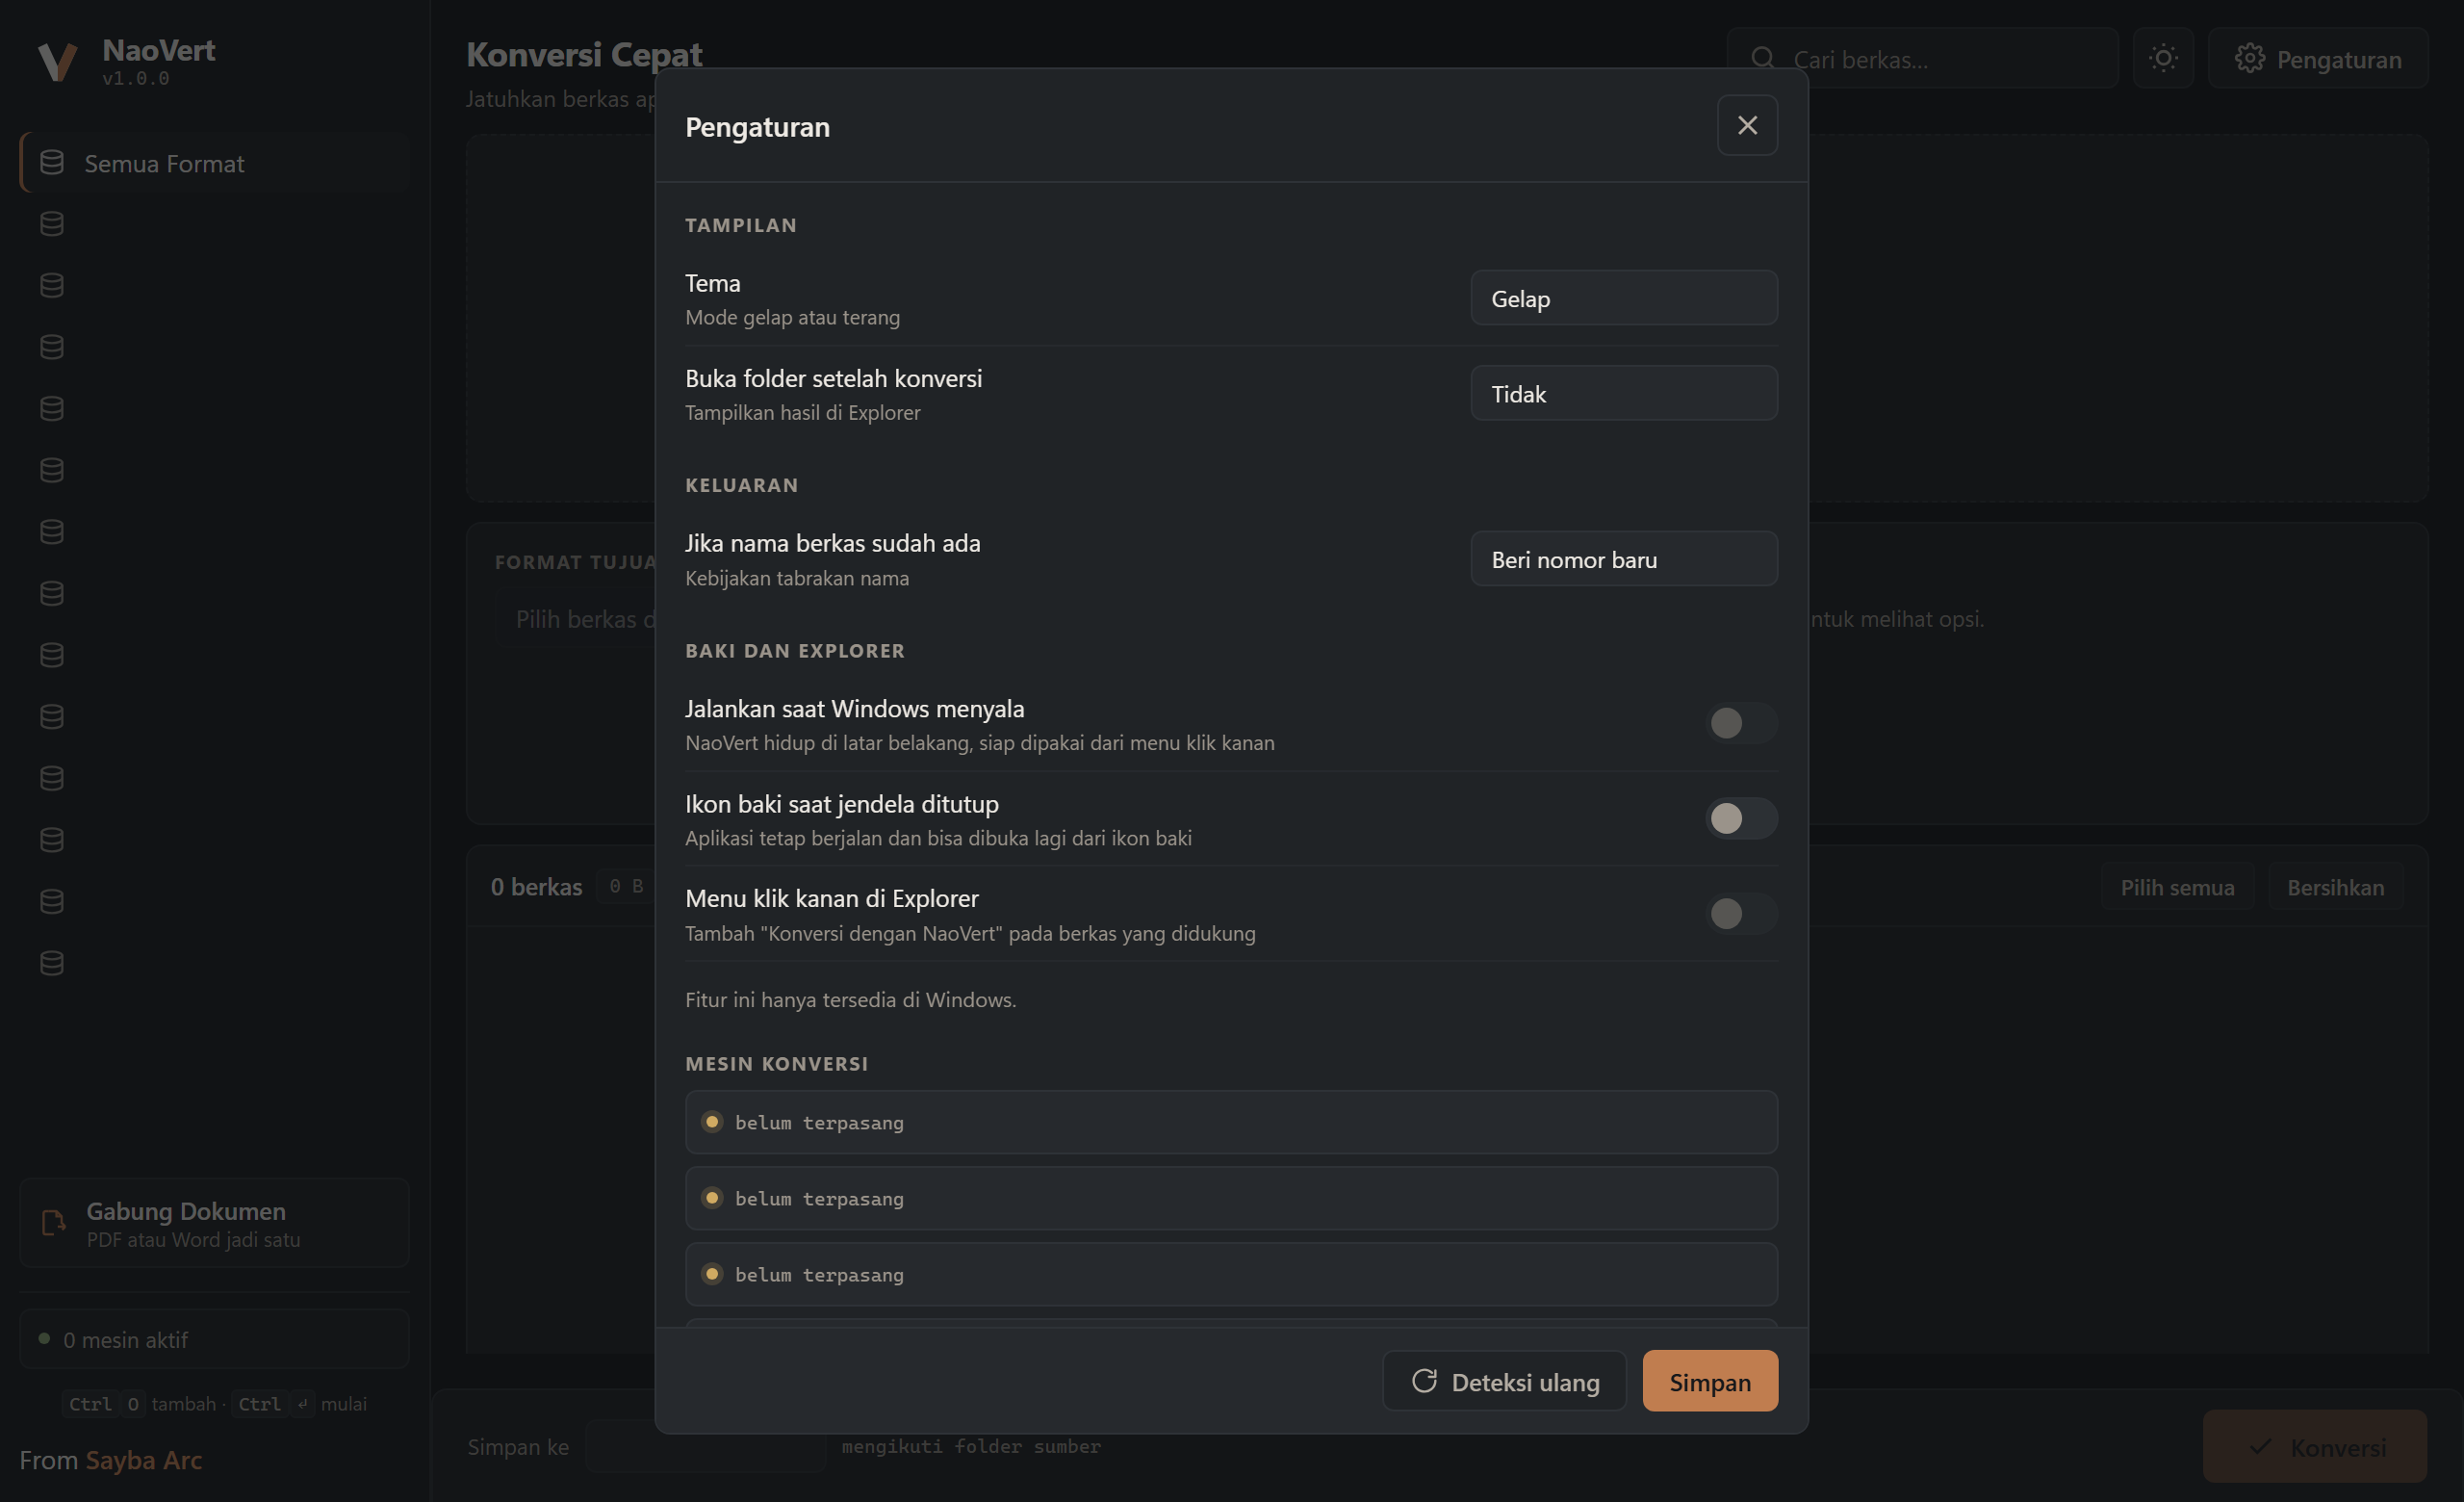 NaoVert
v1.0.0
Semua Format
Gabung Dokumen
PDF atau Word jadi satu
0 mesin aktif
Ctrl O tambah · Ctrl ↵ mulai
From Sayba Arc
Konversi Cepat
Jatuhkan berkas ap
Cari berkas...
Pengaturan
FORMAT TUJUA
Pilih berkas d
ntuk melihat opsi.
0 berkas 0 B
Pilih semua
Bersihkan
Simpan ke
mengikuti folder sumber
Konversi
Pengaturan
TAMPILAN
Tema
Mode gelap atau terang
Gelap
Buka folder setelah konversi
Tampilkan hasil di Explorer
Tidak
KELUARAN
Jika nama berkas sudah ada
Kebijakan tabrakan nama
Beri nomor baru
BAKI DAN EXPLORER
Jalankan saat Windows menyala
NaoVert hidup di latar belakang, siap dipakai dari menu klik kanan
Ikon baki saat jendela ditutup
Aplikasi tetap berjalan dan bisa dibuka lagi dari ikon baki
Menu klik kanan di Explorer
Tambah "Konversi dengan NaoVert" pada berkas yang didukung
Fitur ini hanya tersedia di Windows.
MESIN KONVERSI
belum terpasang
belum terpasang
belum terpasang
Deteksi ulang
Simpan